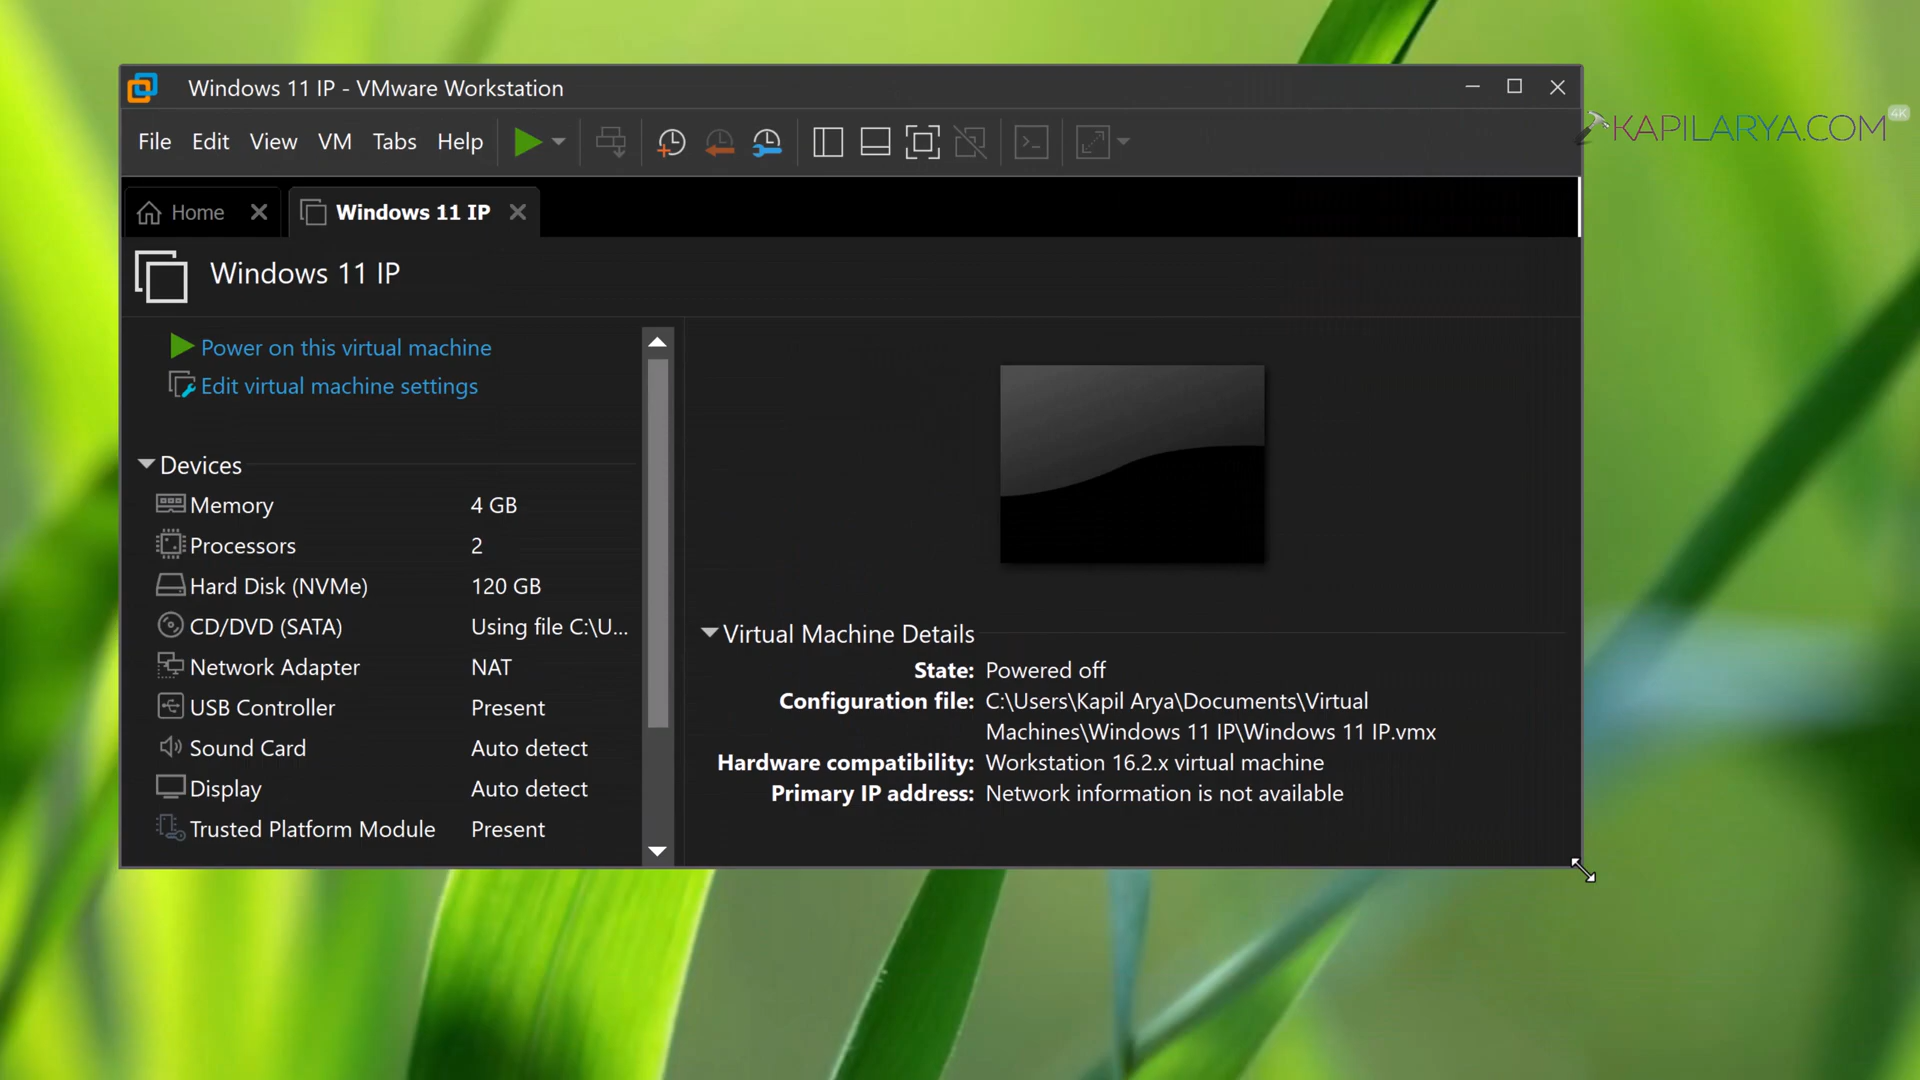 Windows 11 IP - VMware Workstation
KAPILARYA.COM
4K
File Edit View VM Tabs Help
Home
Windows 11 IP
Windows 11 IP
Power on this virtual machine
Edit virtual machine settings
Devices
Memory 4 GB
Processors 2
Hard Disk (NVMe) 120 GB
CD/DVD (SATA) Using file C:\U...
Network Adapter NAT
USB Controller Present
Sound Card Auto detect
Display Auto detect
Trusted Platform Module Present
Virtual Machine Details
State: Powered off
Configuration file: C:\Users\Kapil Arya\Documents\Virtual
Machines\Windows 11 IP\Windows 11 IP.vmx
Hardware compatibility: Workstation 16.2.x virtual machine
Primary IP address: Network information is not available